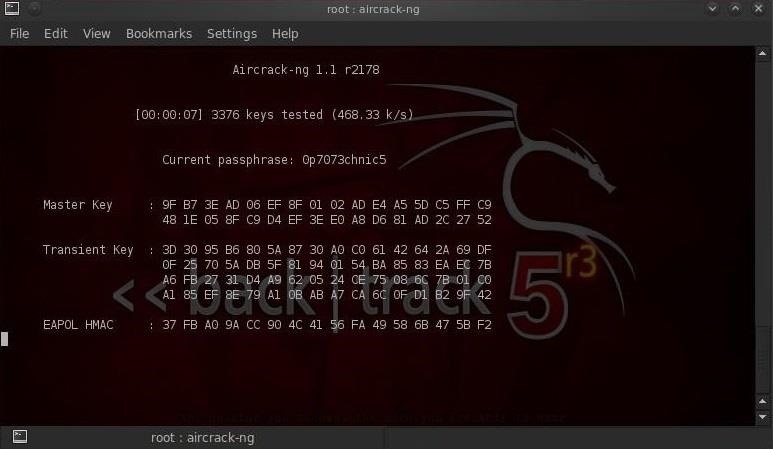 root : aircrack-ng
File Edit View Bookmarks Settings Help
Aircrack-ng 1.1 r2178
[00:00:07] 3376 keys tested (468.33 k/s)
Current passphrase: 0p7073chnic5
Master Key : 9F B7 3E AD 06 EF 8F 01 02 AD E4 A5 5D C5 FF C9
48 1E 05 8F C9 D4 EF 3E E0 A8 D6 81 AD 2C 27 52
Transient Key : 3D 30 95 B6 80 5A 87 30 A0 C0 61 42 64 2A 69 DF
0F 25 70 5A DB 5F 81 94 01 54 BA 85 83 EA EC 7B
A6 FB 27 31 D4 A9 62 05 24 CE 75 08 6C 7B D1 C0
A1 85 EF 8E 79 A1 0B AB A7 CA 6C 0F D1 B2 9F 42
<< back | track 5 r3
EAPOL HMAC : 37 FB A0 9A CC 90 4C 41 56 FA 49 58 6B 47 5B F2
root : aircrack-ng